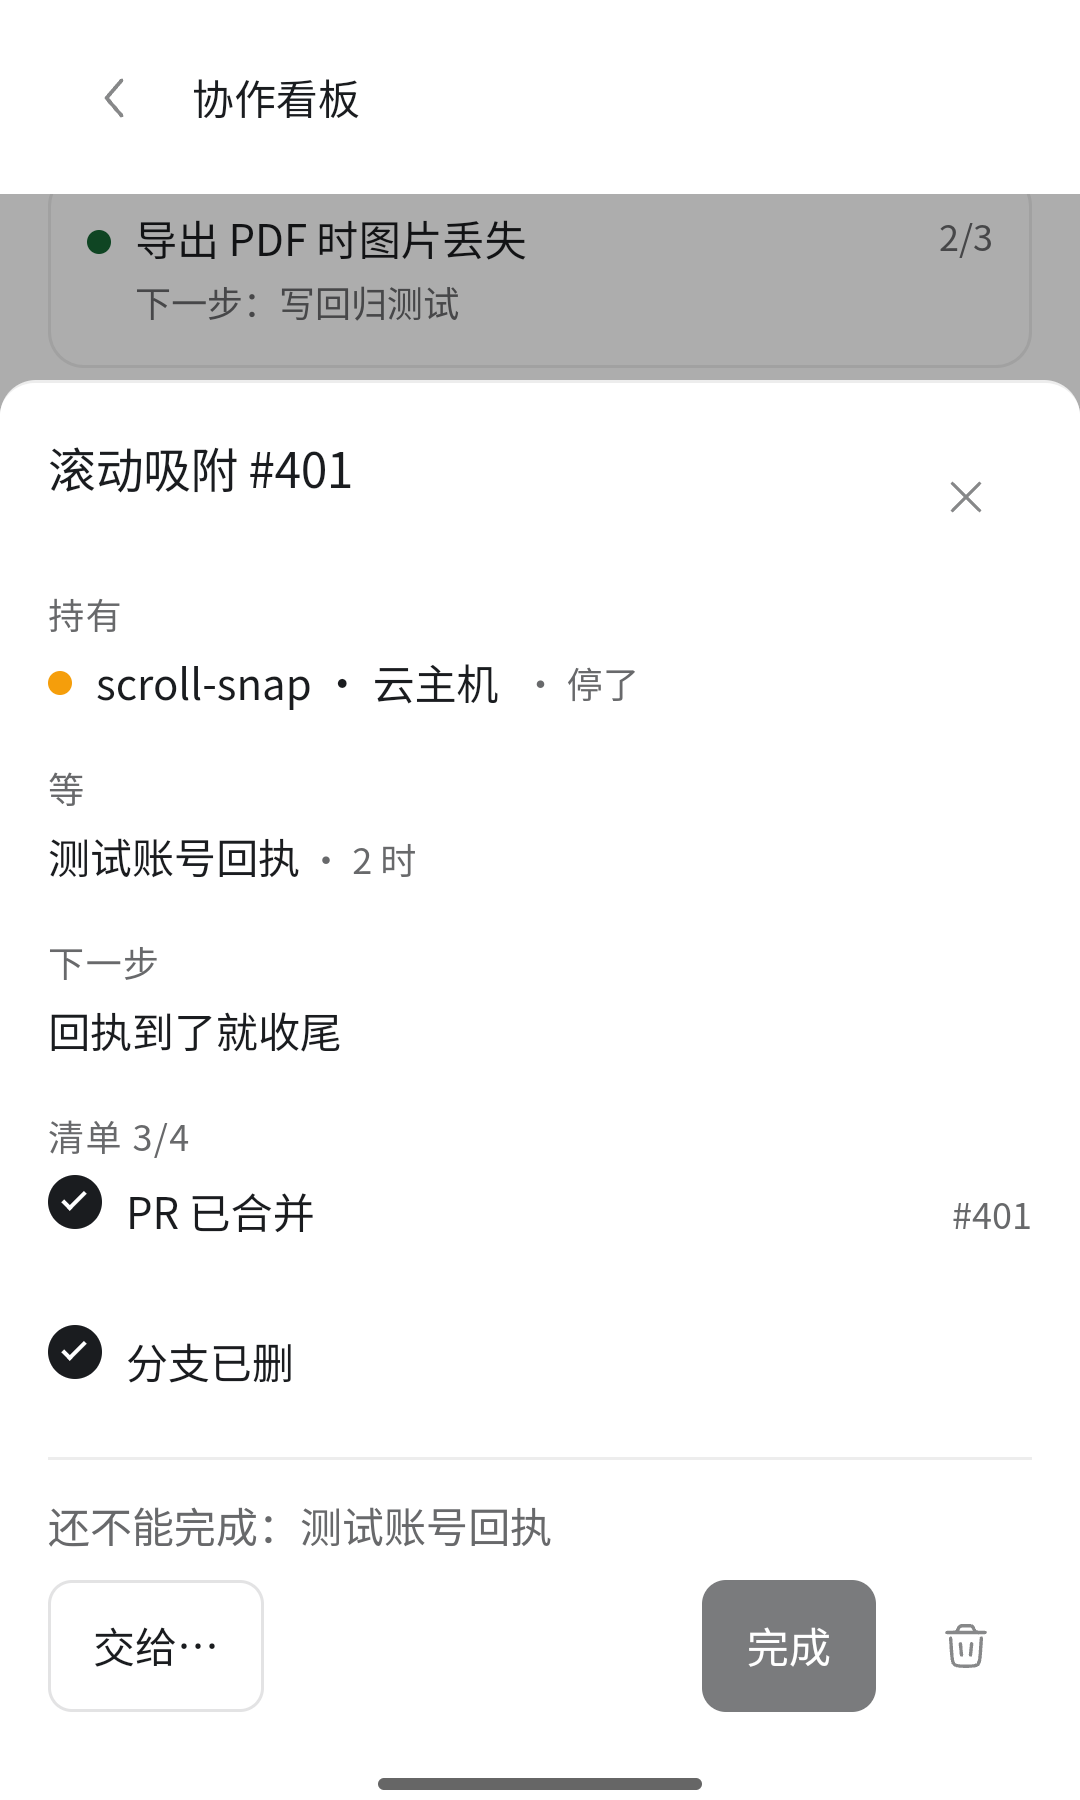 协作看板
导出 PDF 时图片丢失 2/3
下一步：写回归测试
滚动吸附 #401
持有
scroll-snap · 云主机 · 停了
等
测试账号回执 · 2 时
下一步
回执到了就收尾
清单 3/4
PR 已合并 #401
分支已删
还不能完成：测试账号回执
交给… 完成